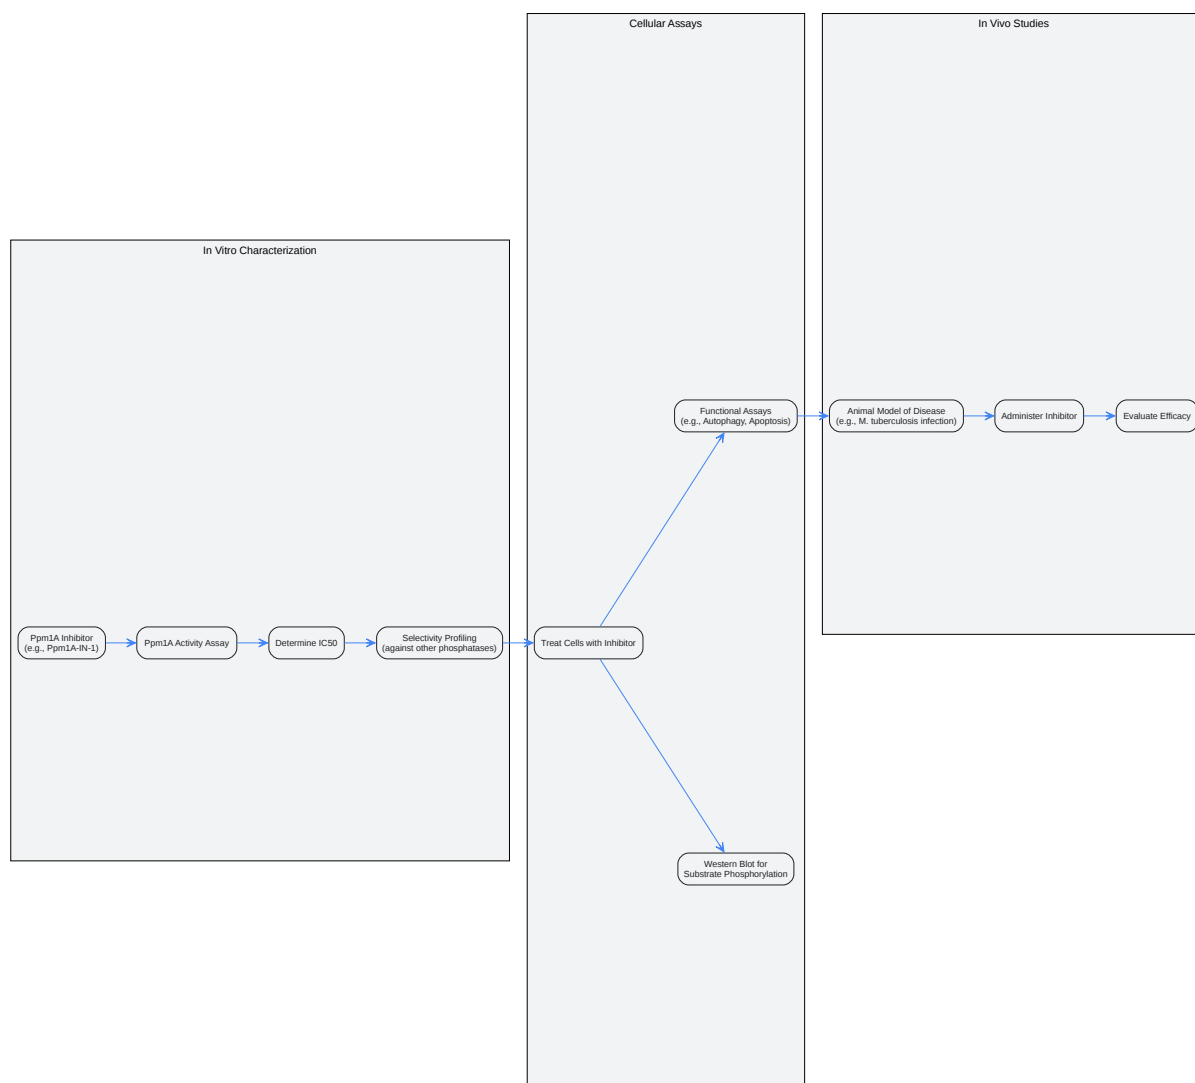 In Vitro Characterization
Ppm1A Inhibitor
(e.g., Ppm1A-IN-1)
Ppm1A Activity Assay
Determine IC50
Selectivity Profiling
(against other phosphatases)
Cellular Assays
Treat Cells with Inhibitor
Functional Assays
(e.g., Autophagy, Apoptosis)
Western Blot for
Substrate Phosphorylation
In Vivo Studies
Animal Model of Disease
(e.g., M. tuberculosis infection)
Administer Inhibitor
Evaluate Efficacy